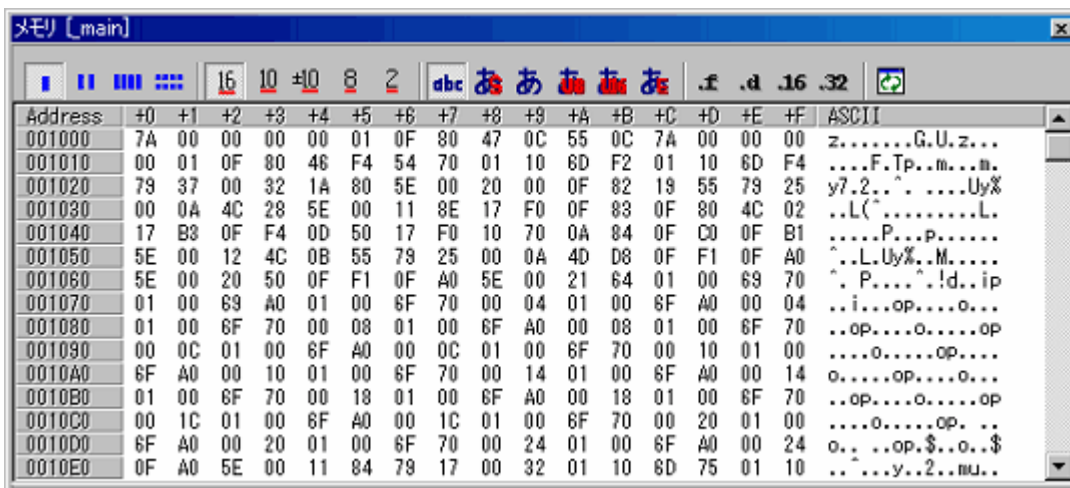 メモリ [_main]
16 10 ±10 8 2 abc あS あ あ あ あ .f .d .16 .32
Address +0 +1 +2 +3 +4 +5 +6 +7 +8 +9 +A +B +C +D +E +F ASCII
001000 7A 00 00 00 00 01 0F 80 47 0C 55 0C 7A 00 00 00 z.......G.U.z...
001010 00 01 0F 80 46 F4 54 70 01 10 6D F2 01 10 6D F4 ....F.Tp..m...m.
001020 79 37 00 32 1A 80 5E 00 20 00 0F 82 19 55 79 25 y7.2..^. ....Uy%
001030 00 0A 4C 28 5E 00 11 8E 17 F0 0F 83 0F 80 4C 02 ..L(^.........L.
001040 17 B3 0F F4 0D 50 17 F0 10 70 0A 84 0F C0 0F B1 .....P...p......
001050 5E 00 12 4C 0B 55 79 25 00 0A 4D D8 0F F1 0F A0 ^..L.Uy%..M.....
001060 5E 00 20 50 0F F1 0F A0 5E 00 21 64 01 00 69 70 ^. P....^.!d..ip
001070 01 00 69 A0 01 00 6F 70 00 04 01 00 6F A0 00 04 ..i...op....o...
001080 01 00 6F 70 00 08 01 00 6F A0 00 08 01 00 6F 70 ..op....o.....op
001090 00 0C 01 00 6F A0 00 0C 01 00 6F 70 00 10 01 00 ....o.....op....
0010A0 6F A0 00 10 01 00 6F 70 00 14 01 00 6F A0 00 14 o.....op....o...
0010B0 01 00 6F 70 00 18 01 00 6F A0 00 18 01 00 6F 70 ..op....o.....op
0010C0 00 1C 01 00 6F A0 00 1C 01 00 6F 70 00 20 01 00 ....o.....op. ..
0010D0 6F A0 00 20 01 00 6F 70 00 24 01 00 6F A0 00 24 o.. ..op.$..o..$
0010E0 0F A0 5E 00 11 84 79 17 00 32 01 10 6D 75 01 10 ..^...y..2..mu..